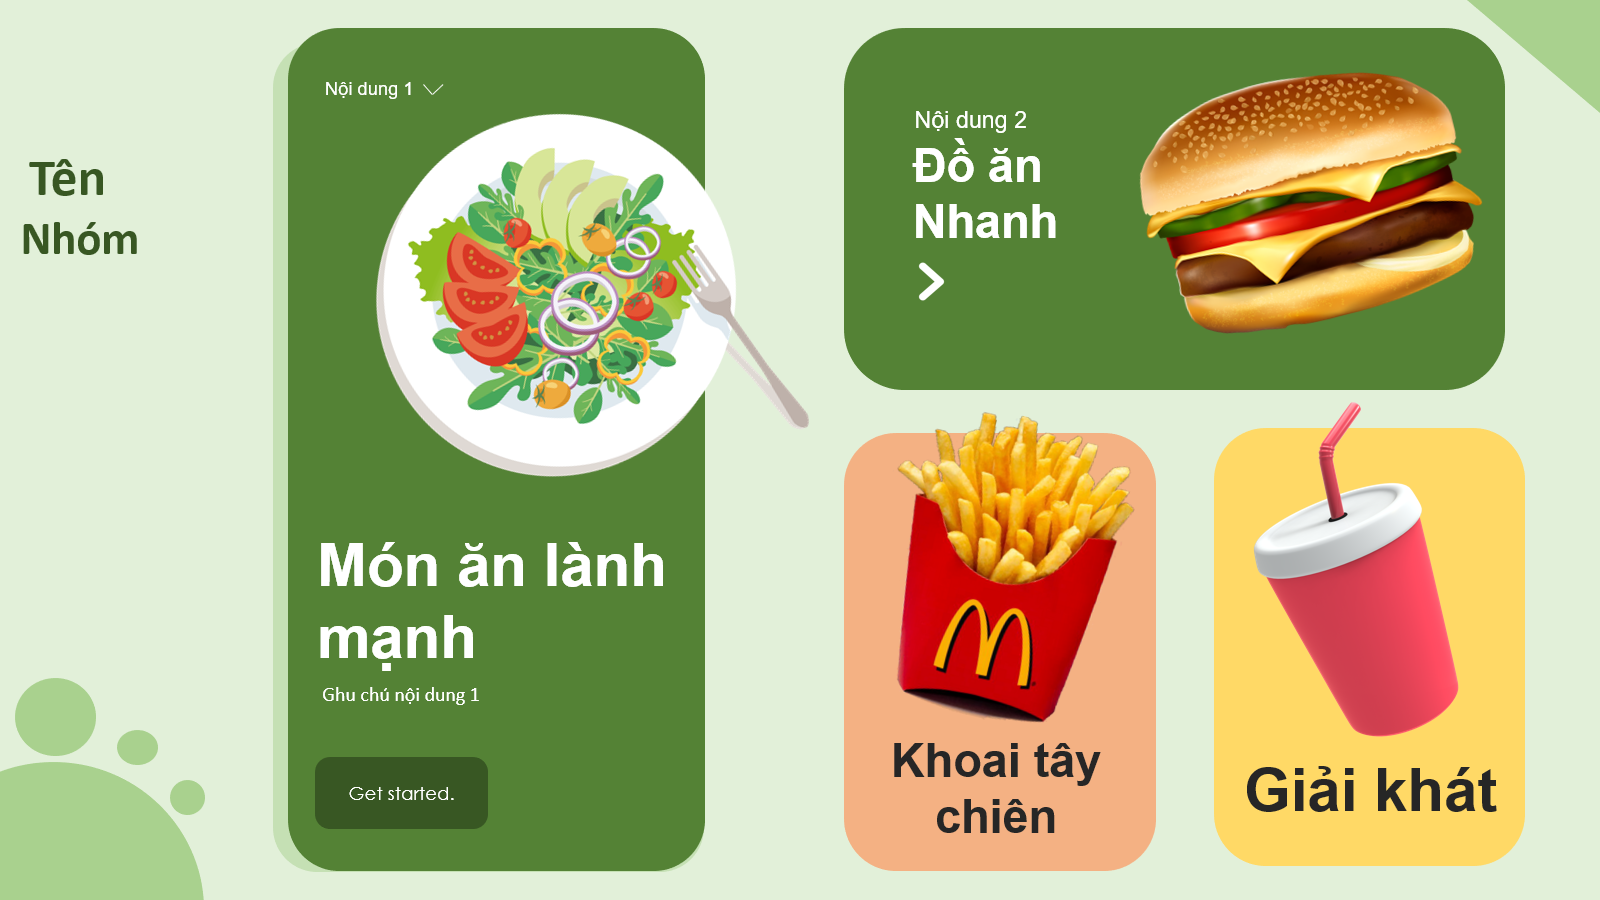 Tên
Nhóm
Nội dung 1
Món ăn lành
mạnh
Ghu chú nội dung 1
Get started.
Nội dung 2
Đồ ăn
Nhanh
M
Khoai tây
chiên
Giải khát